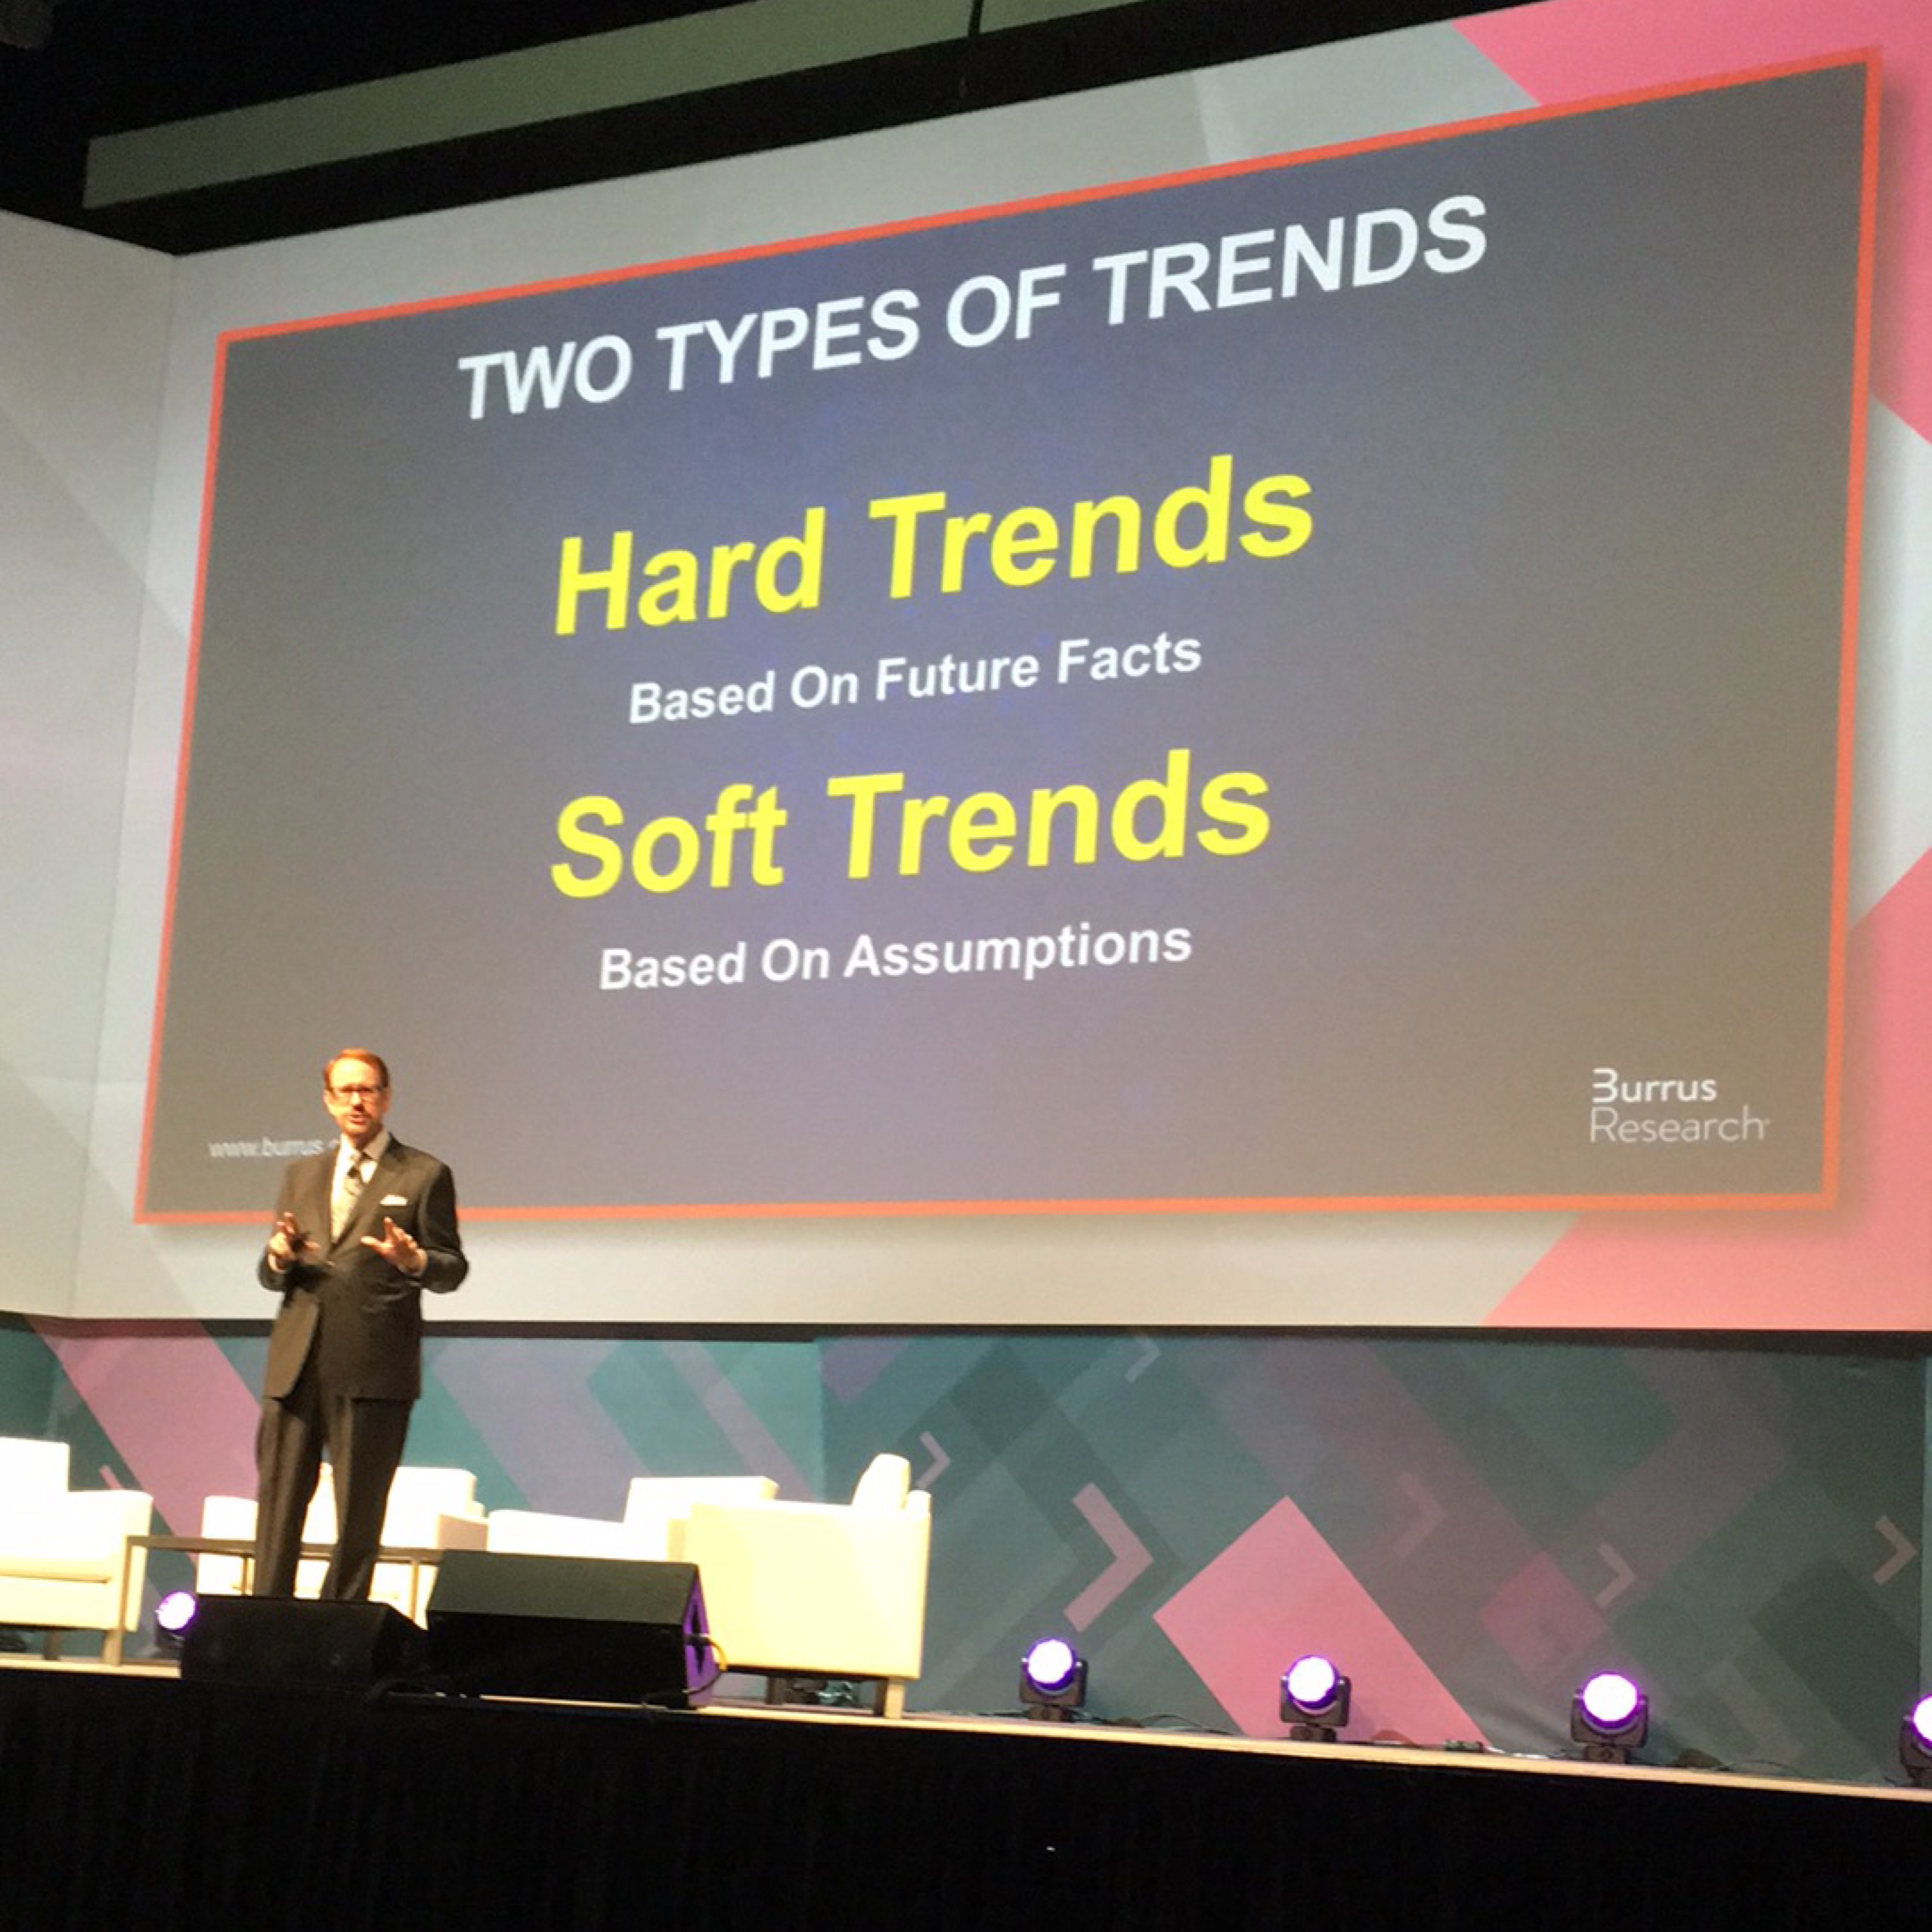 TWO TYPES OF TRENDS
Hard Trends
Based On Future Facts
Soft Trends
Based On Assumptions
www.burrus.
Burrus
Research